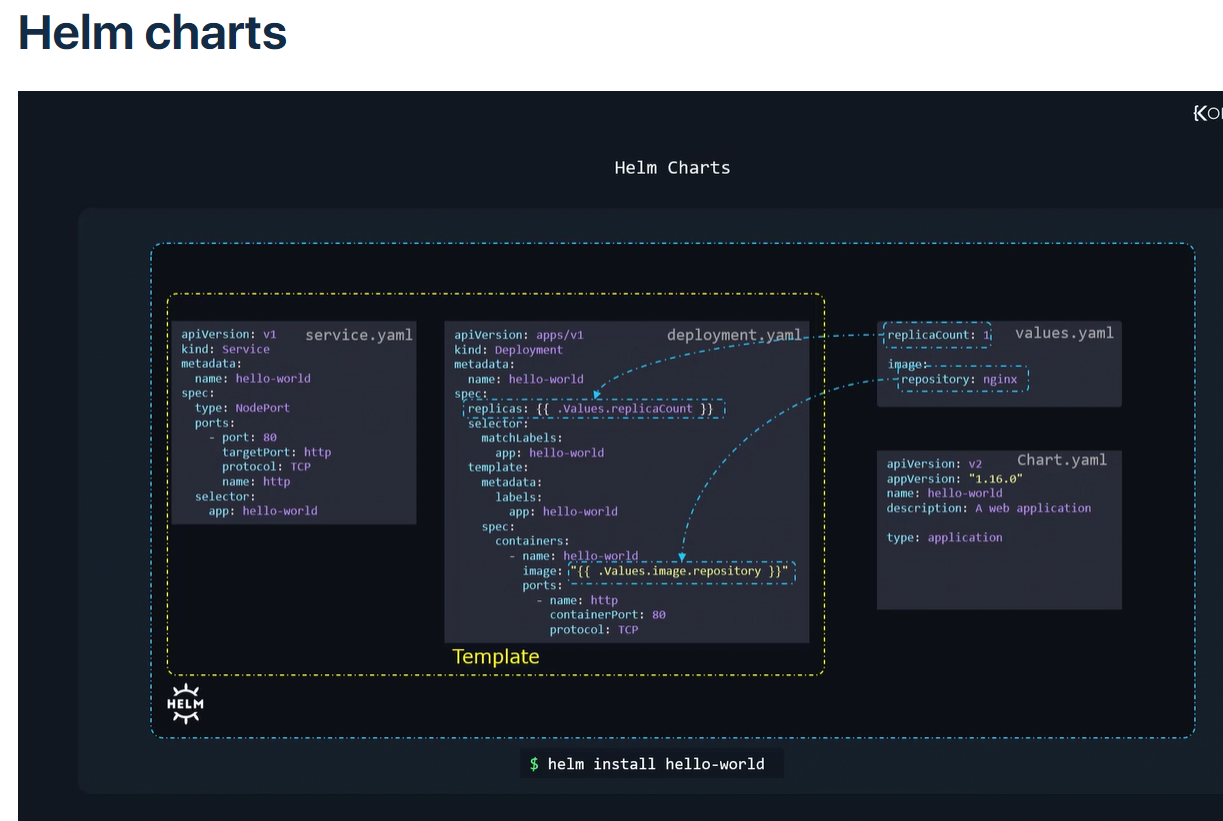 Helm charts
Helm Charts
service.yaml
apiVersion: v1
kind: Service
metadata:
  name: hello-world
spec:
  type: NodePort
  ports:
    - port: 80
      targetPort: http
      protocol: TCP
      name: http
  selector:
    app: hello-world
deployment.yaml
apiVersion: apps/v1
kind: Deployment
metadata:
  name: hello-world
spec:
  replicas: {{ .Values.replicaCount }}
  selector:
    matchLabels:
      app: hello-world
  template:
    metadata:
      labels:
        app: hello-world
    spec:
      containers:
        - name: hello-world
          image: "{{ .Values.image.repository }}"
          ports:
            - name: http
              containerPort: 80
              protocol: TCP
Template
values.yaml
replicaCount: 1
image:
  repository: nginx
Chart.yaml
apiVersion: v2
appVersion: "1.16.0"
name: hello-world
description: A web application
type: application
HELM
$ helm install hello-world